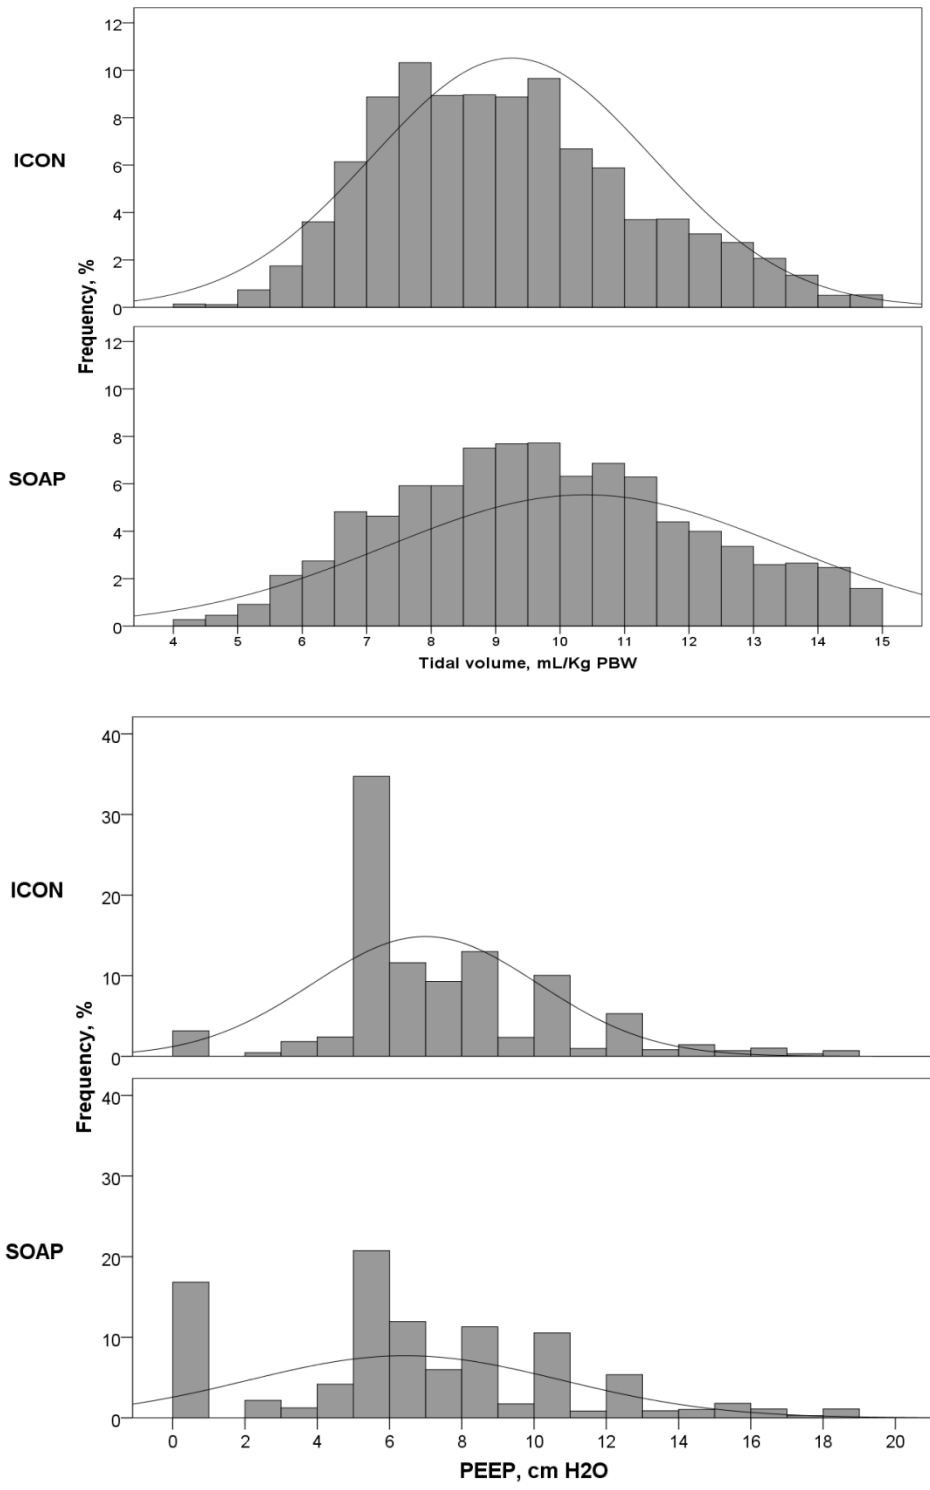 12
10
8
6
4
2
0
ICON
Frequency, %
12
10
8
6
4
2
0
SOAP
4 5 6 7 8 9 10 11 12 13 14 15
Tidal volume, mL/Kg PBW
40
30
20
10
0
ICON
Frequency, %
40
30
20
10
0
SOAP
0 2 4 6 8 10 12 14 16 18 20
PEEP, cm H2O